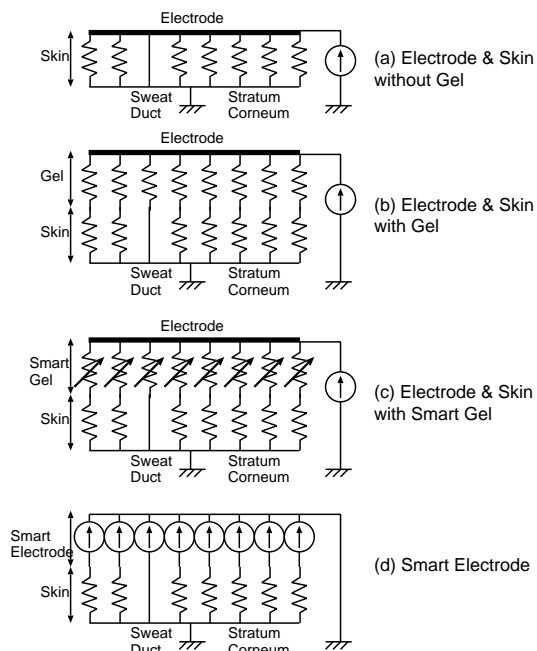 Electrode
Skin
(a) Electrode & Skin
without Gel
Sweat
Duct
Stratum
Corneum
Electrode
Gel
Skin
(b) Electrode & Skin
with Gel
Sweat
Duct
Stratum
Corneum
Electrode
Smart
Gel
Skin
(c) Electrode & Skin
with Smart Gel
Sweat
Duct
Stratum
Corneum
Smart
Electrode
Skin
(d) Smart Electrode
Sweat
Duct
Stratum
Corneum